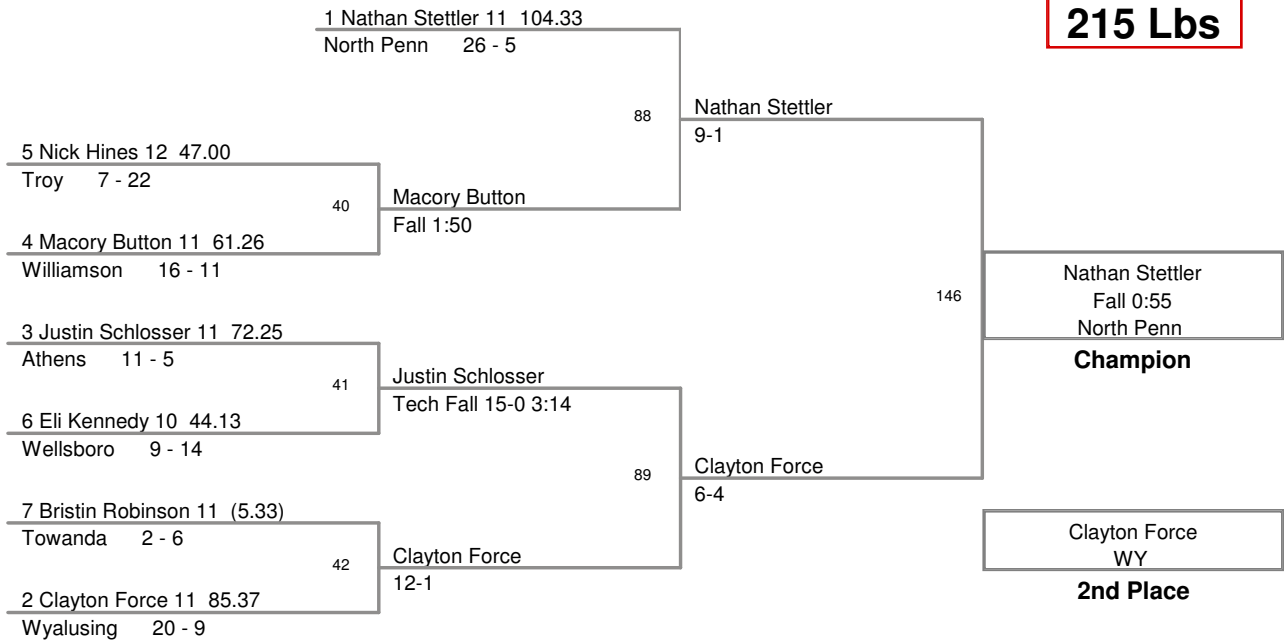 1 Nathan Stettler 11 104.33
North Penn 26 - 5
215 Lbs
88
Nathan Stettler
9-1
5 Nick Hines 12 47.00
Troy 7 - 22
40
Macory Button
Fall 1:50
4 Macory Button 11 61.26
Williamson 16 - 11
146
Nathan Stettler
Fall 0:55
North Penn
Champion
3 Justin Schlosser 11 72.25
Athens 11 - 5
41
Justin Schlosser
Tech Fall 15-0 3:14
6 Eli Kennedy 10 44.13
Wellsboro 9 - 14
89
Clayton Force
6-4
7 Bristin Robinson 11 (5.33)
Towanda 2 - 6
42
Clayton Force
12-1
2 Clayton Force 11 85.37
Wyalusing 20 - 9
Clayton Force
WY
2nd Place